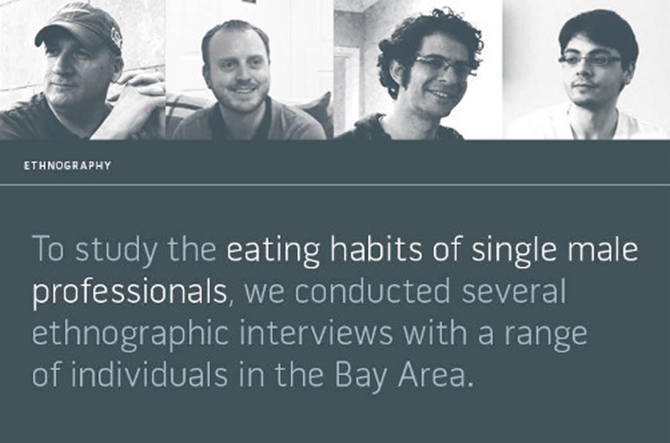 ETHNOGRAPHY
To study the eating habits of single male
professionals, we conducted several
ethnographic interviews with a range
of individuals in the Bay Area.